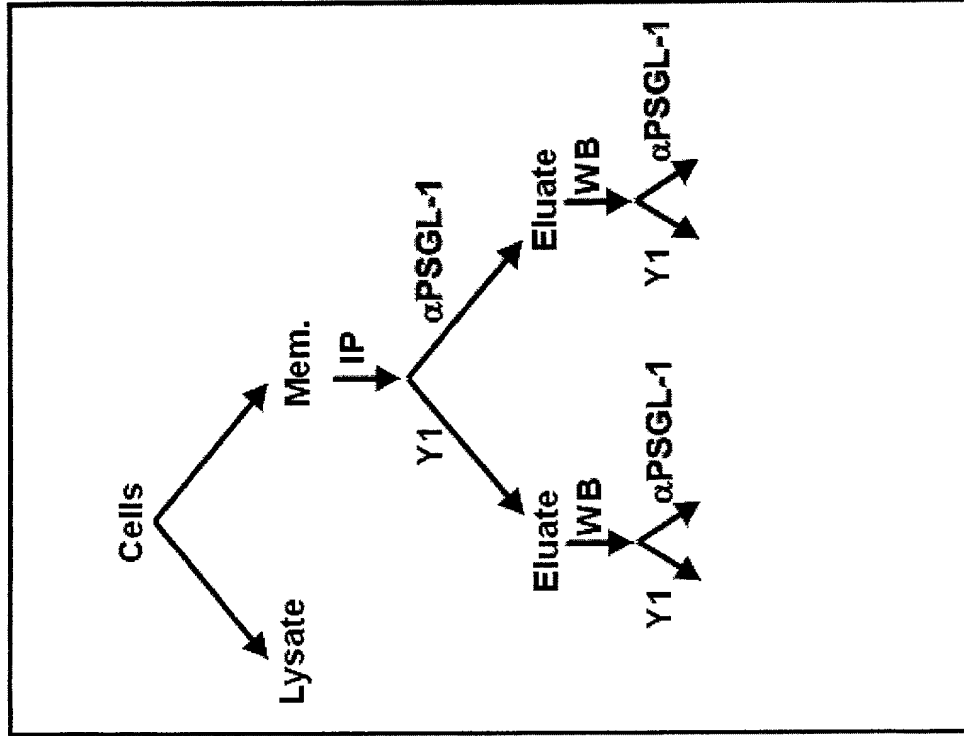 Cells
Lysate Mem.
IP
Y1 αPSGL-1
Eluate Eluate
WB WB
Y1 αPSGL-1 Y1 αPSGL-1